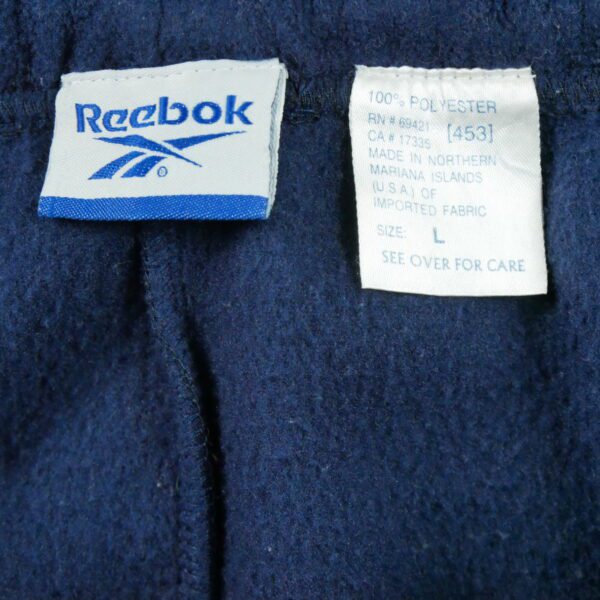 Reebok
®
100% POLYESTER
RN # 69421
CA # 17335 [453]
MADE IN NORTHERN
MARIANA ISLANDS
(U.S.A.) OF
IMPORTED FABRIC
SIZE: L
SEE OVER FOR CARE